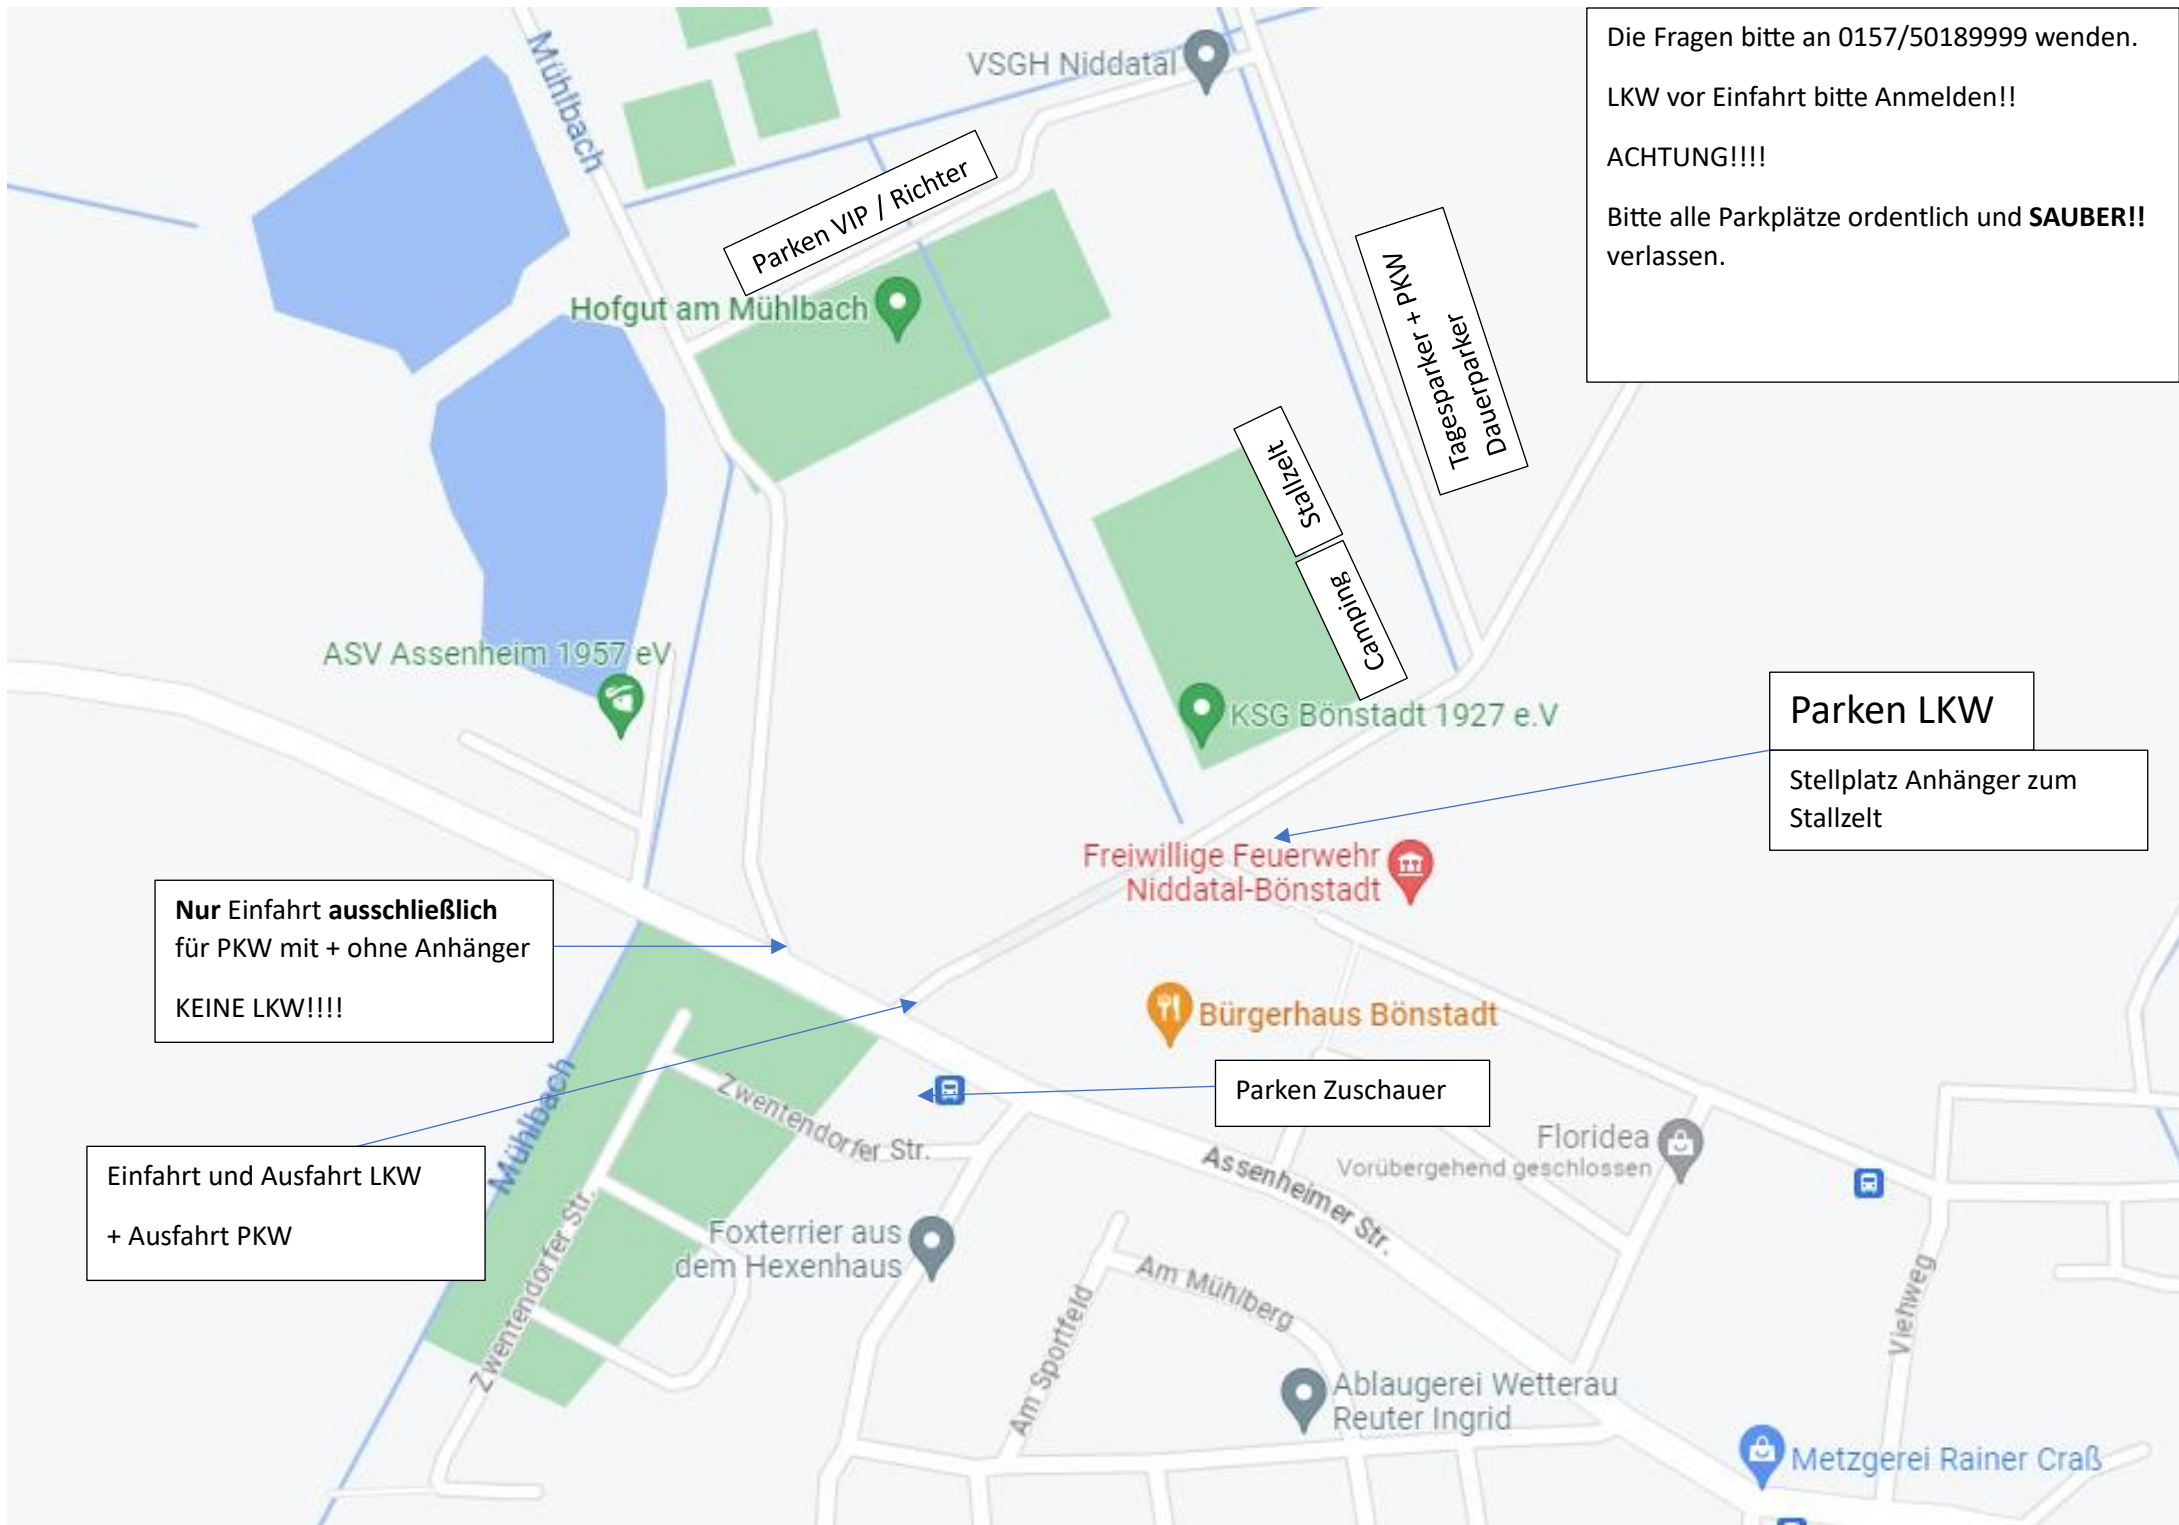 Die Fragen bitte an 0157/50189999 wenden.
LKW vor Einfahrt bitte Anmelden!!
ACHTUNG!!!!
Bitte alle Parkplätze ordentlich und SAUBER!!
verlassen.
Mühlbach
VSGH Niddatal
Parken VIP / Richter
Hofgut am Mühlbach
Tagesparker + PKW
Dauerparker
Stallzelt
Camping
ASV Assenheim 1957 eV
KSG Bönstadt 1927 e.V
Parken LKW
Stellplatz Anhänger zum
Stallzelt
Freiwillige Feuerwehr
Niddatal-Bönstadt
Nur Einfahrt ausschließlich
für PKW mit + ohne Anhänger
KEINE LKW!!!!
Bürgerhaus Bönstadt
Parken Zuschauer
Mühlbach
Zwentendorfer Str.
Einfahrt und Ausfahrt LKW
+ Ausfahrt PKW
Zwentendorfer Str.
Assenheimer Str.
Floridea
Vorübergehend geschlossen
Foxterrier aus
dem Hexenhaus
Am Sportfeld
Am Mühlberg
Viehweg
Ablaugerei Wetterau
Reuter Ingrid
Metzgerei Rainer Craß